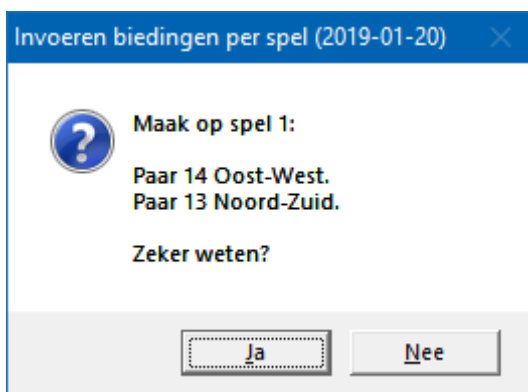 Invoeren biedingen per spel (2019-01-20)
Maak op spel 1:
Paar 14 Oost-West.
Paar 13 Noord-Zuid.
Zeker weten?
Ja
Nee